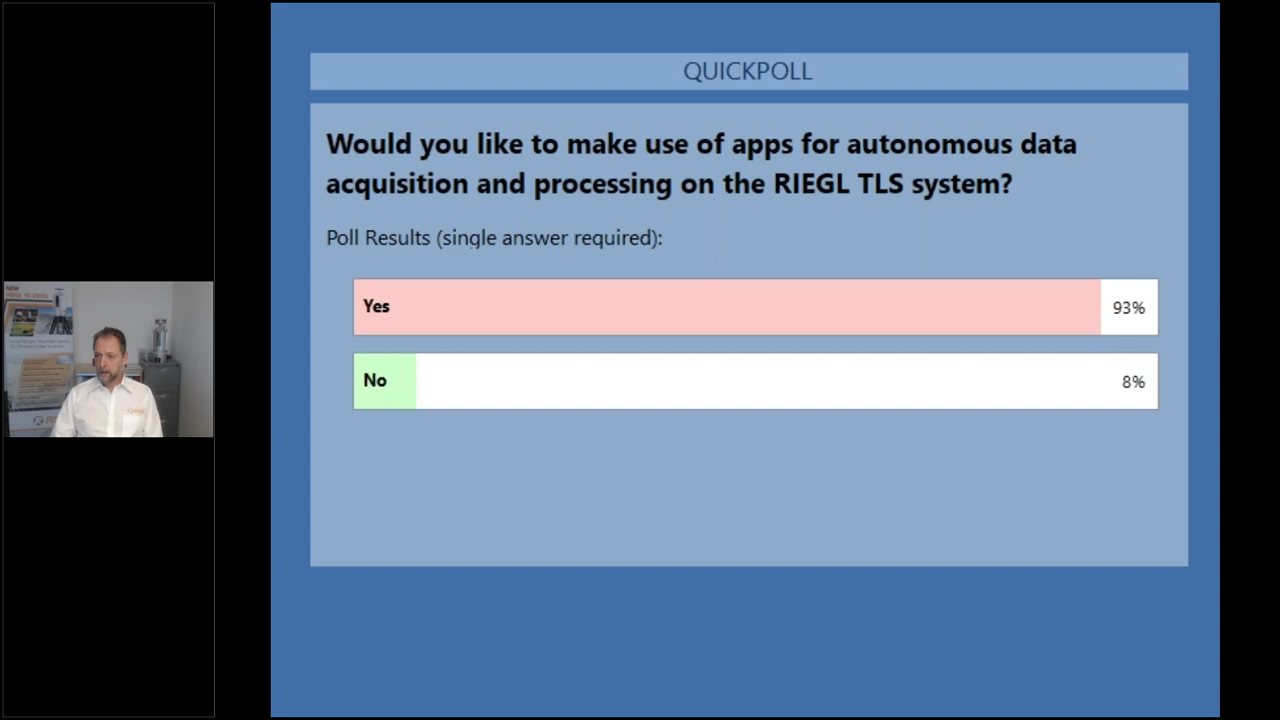 QUICKPOLL
Would you like to make use of apps for autonomous data
acquisition and processing on the RIEGL TLS system?
Poll Results (single answer required):
Yes
93%
No
8%
NEW